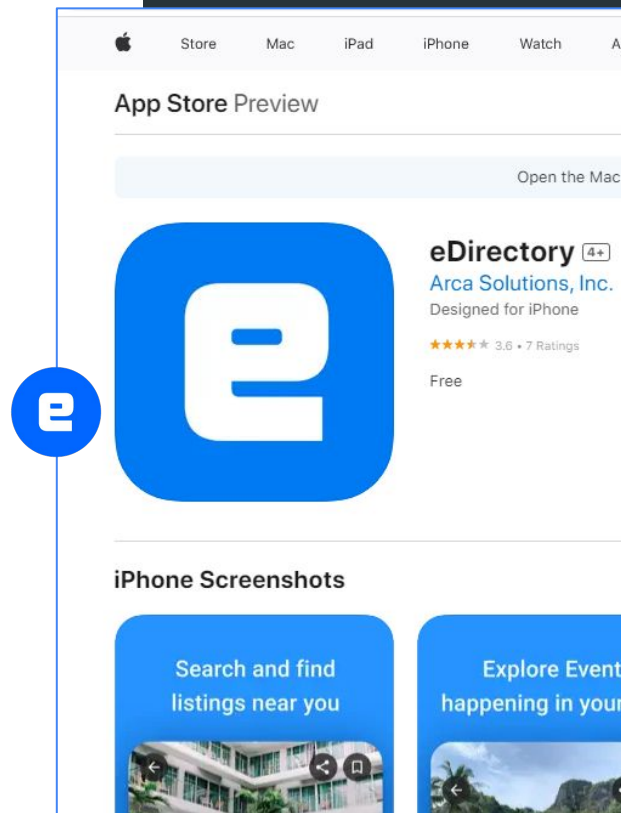 Store Mac iPad iPhone Watch A
App Store Preview
Open the Mac
e
eDirectory 4+
Arca Solutions, Inc.
Designed for iPhone
★★★★★ 3.6 • 7 Ratings
Free
e
iPhone Screenshots
Search and find
listings near you
Explore Event
happening in your